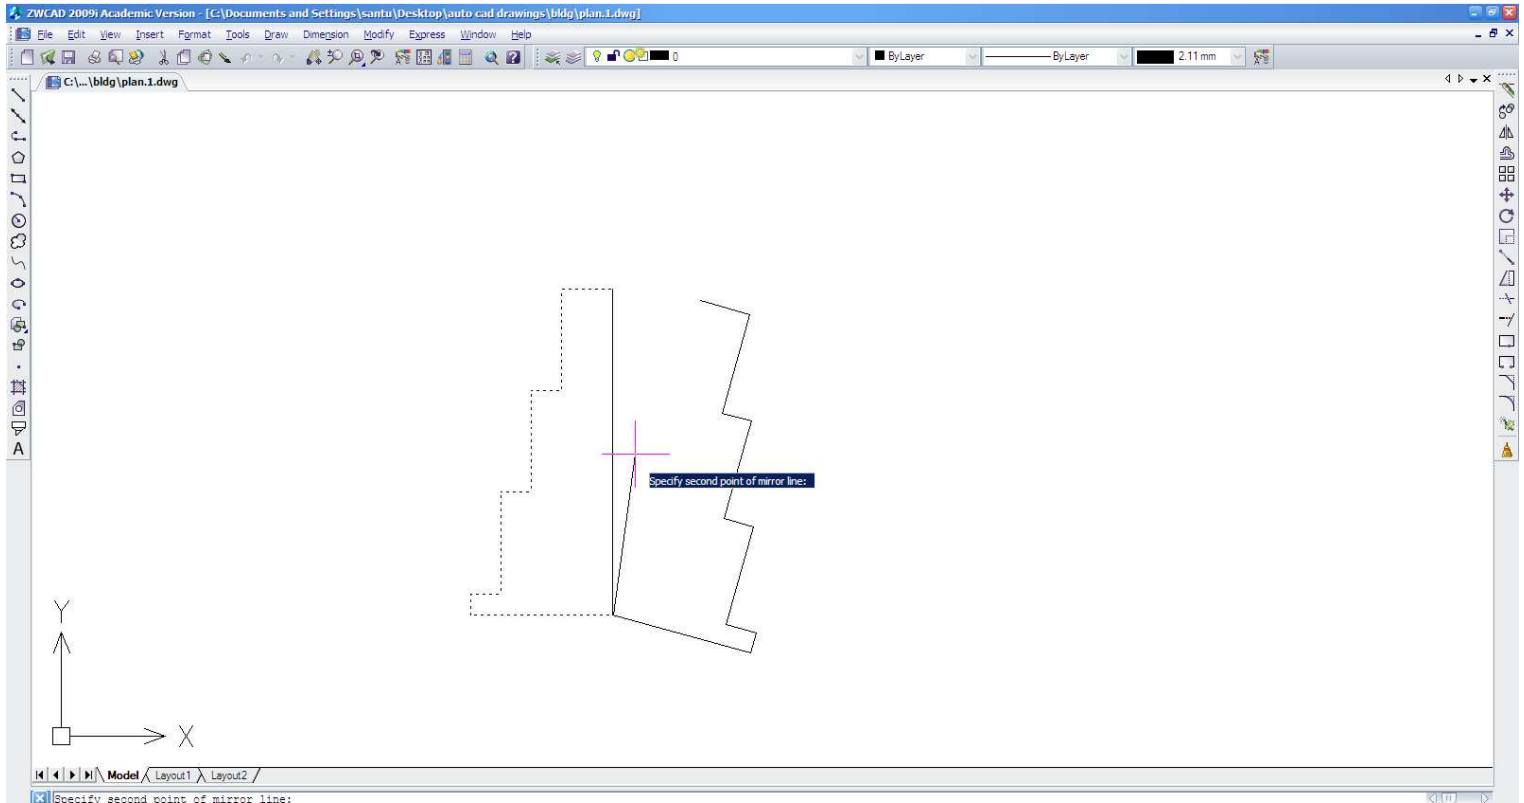 ZWCAD 2009i Academic Version - [C:\Documents and Settings\santu\Desktop\auto cad drawings\bldg\plan.1.dwg]
File Edit View Insert Format Tools Draw Dimension Modify Express Window Help
0 ByLayer ByLayer 2.11 mm
C:\...\bldg\plan.1.dwg
A
Specify second point of mirror line:
Y
X
Model Layout1 Layout2
Specify second point of mirror line: